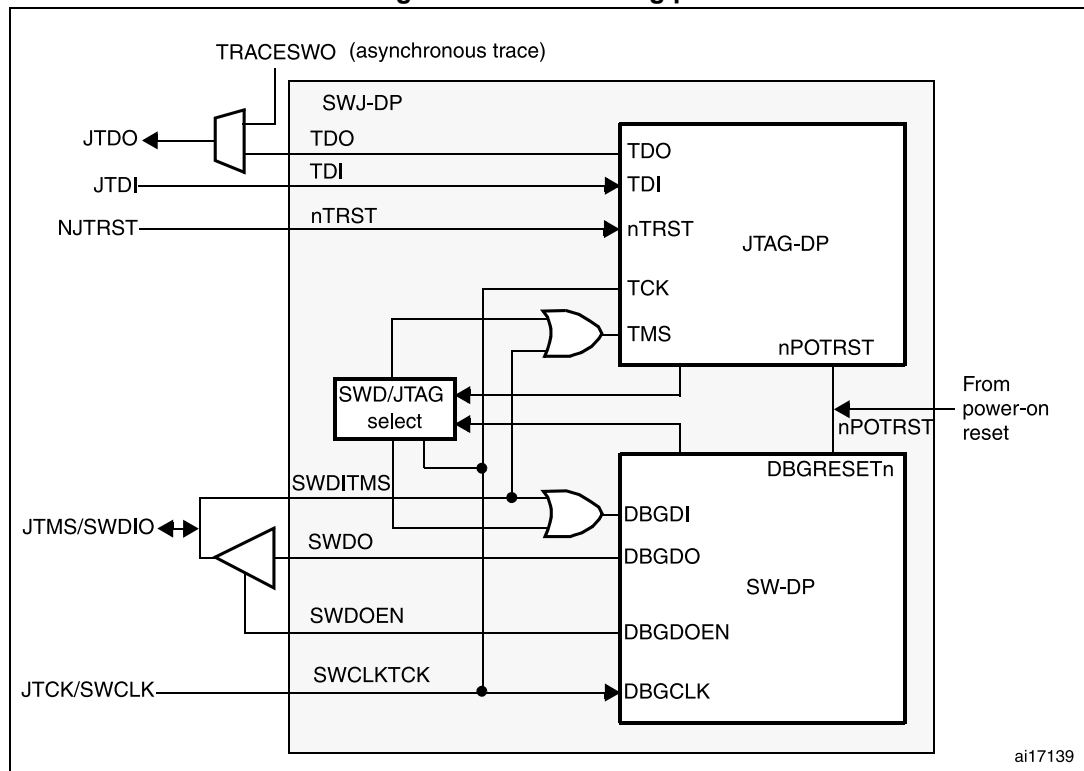 TRACESWO (asynchronous trace)
SWJ-DP
JTDO
TDO
TDO
JTDI
TDI
TDI
NJTRST
nTRST
nTRST
JTAG-DP
TCK
TMS
nPOTRST
SWD/JTAG
select
From
power-on
reset
nPOTRST
DBGRESETn
SWDITMS
JTMS/SWDIO
DBGDI
SWDO
DBGDO
SW-DP
SWDOEN
DBGDOEN
JTCK/SWCLK
SWCLKTCK
DBGCLK
ai17139